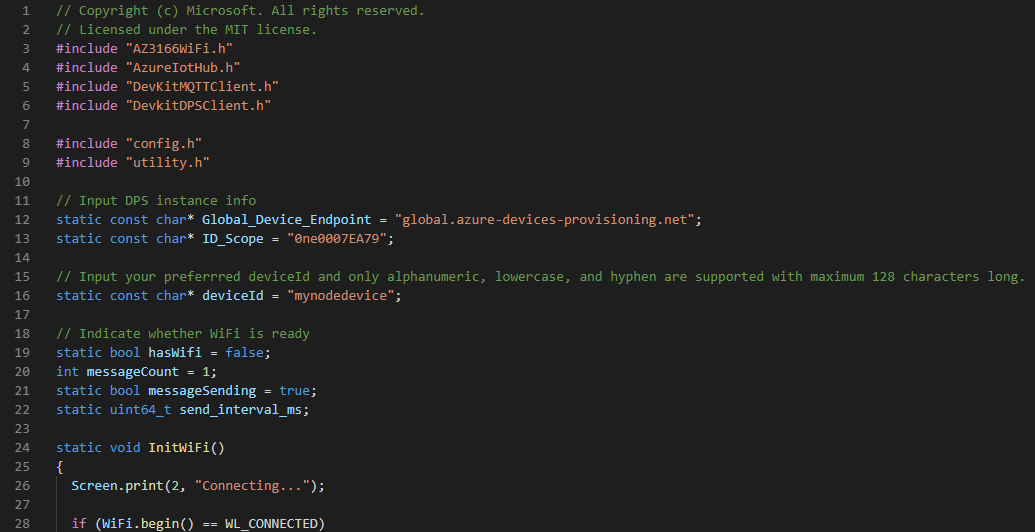 1 // Copyright (c) Microsoft. All rights reserved.
2 // Licensed under the MIT license.
3 #include "AZ3166WiFi.h"
4 #include "AzureIotHub.h"
5 #include "DevKitMQTTClient.h"
6 #include "DevkitDPSClient.h"
7
8 #include "config.h"
9 #include "utility.h"
10
11 // Input DPS instance info
12 static const char* Global_Device_Endpoint = "global.azure-devices-provisioning.net";
13 static const char* ID_Scope = "0ne0007EA79";
14
15 // Input your preferrred deviceId and only alphanumeric, lowercase, and hyphen are supported with maximum 128 characters long.
16 static const char* deviceId = "mynodedevice";
17
18 // Indicate whether WiFi is ready
19 static bool hasWifi = false;
20 int messageCount = 1;
21 static bool messageSending = true;
22 static uint64_t send_interval_ms;
23
24 static void InitWiFi()
25 {
26   Screen.print(2, "Connecting...");
27
28   if (WiFi.begin() == WL_CONNECTED)